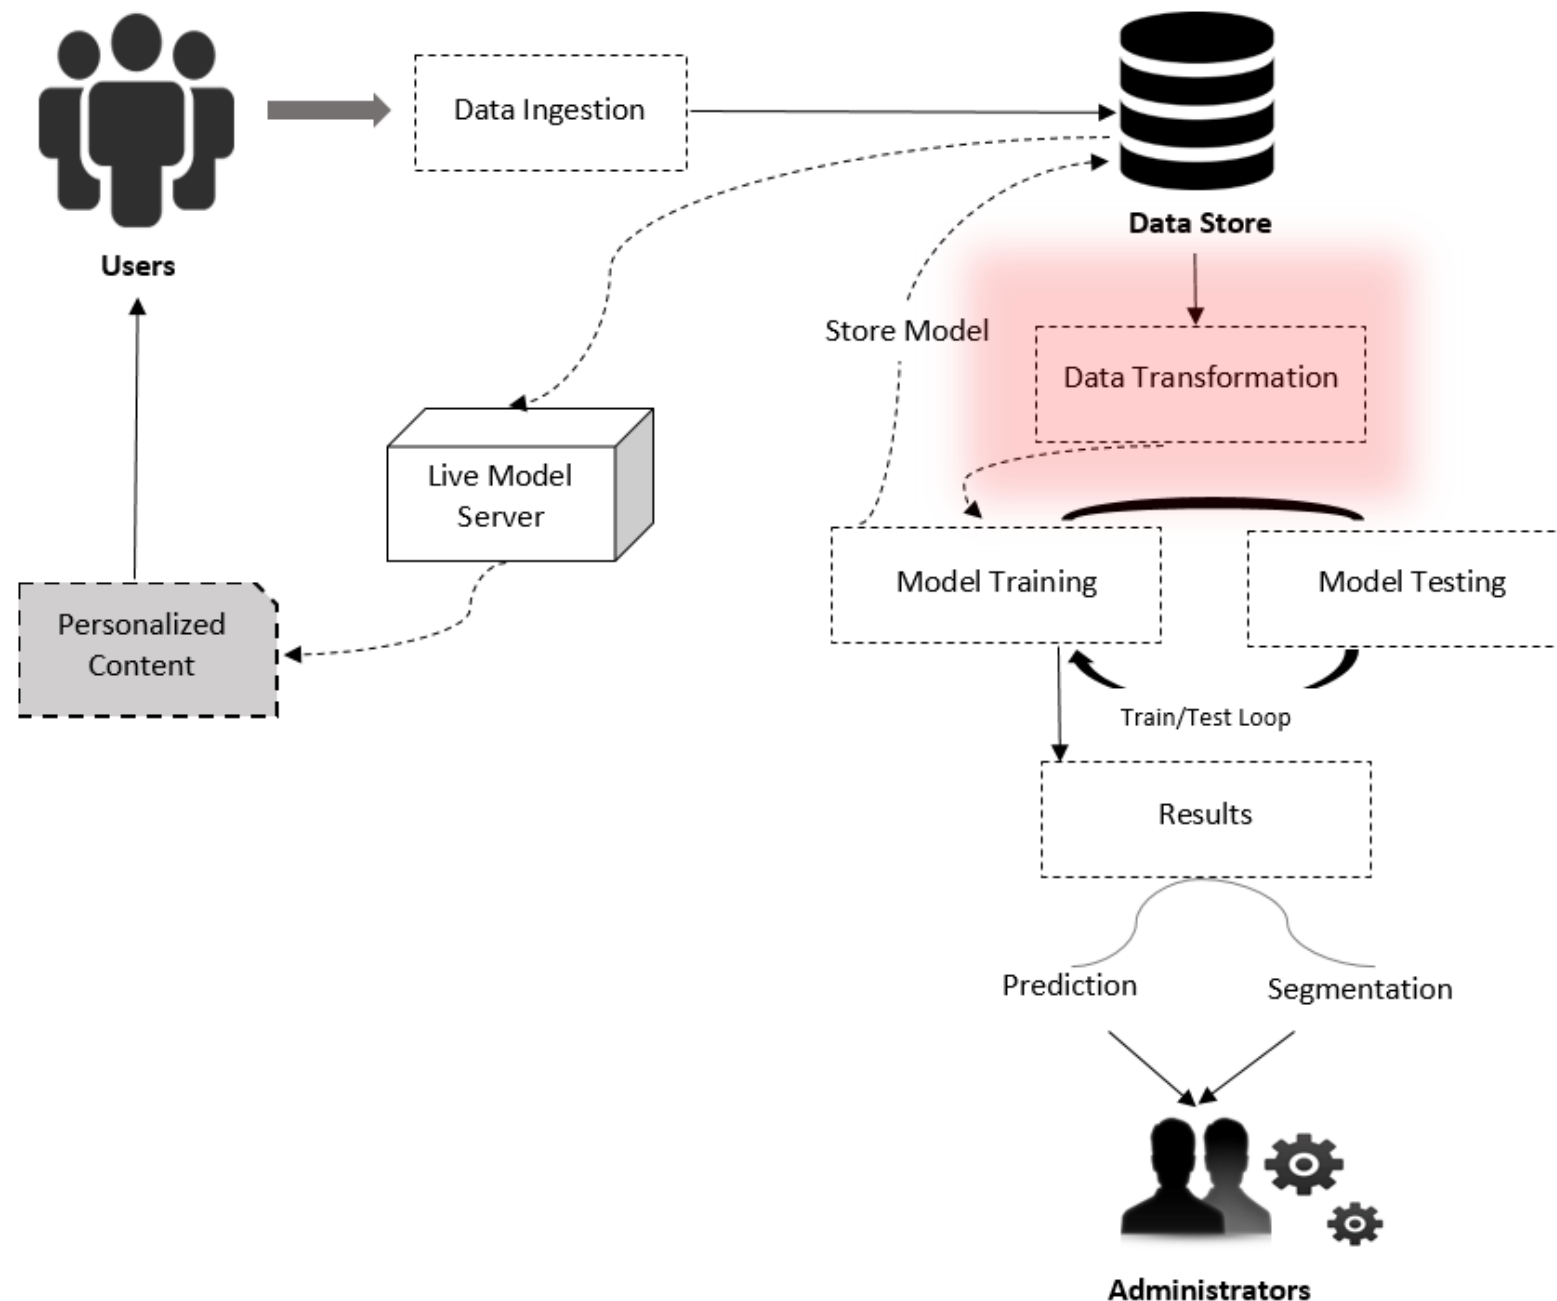 Data Ingestion
Data Store
Users
Store Model
Data Transformation
Live Model
Server
Model Training
Model Testing
Personalized
Content
Train/Test Loop
Results
Prediction
Segmentation
Administrators